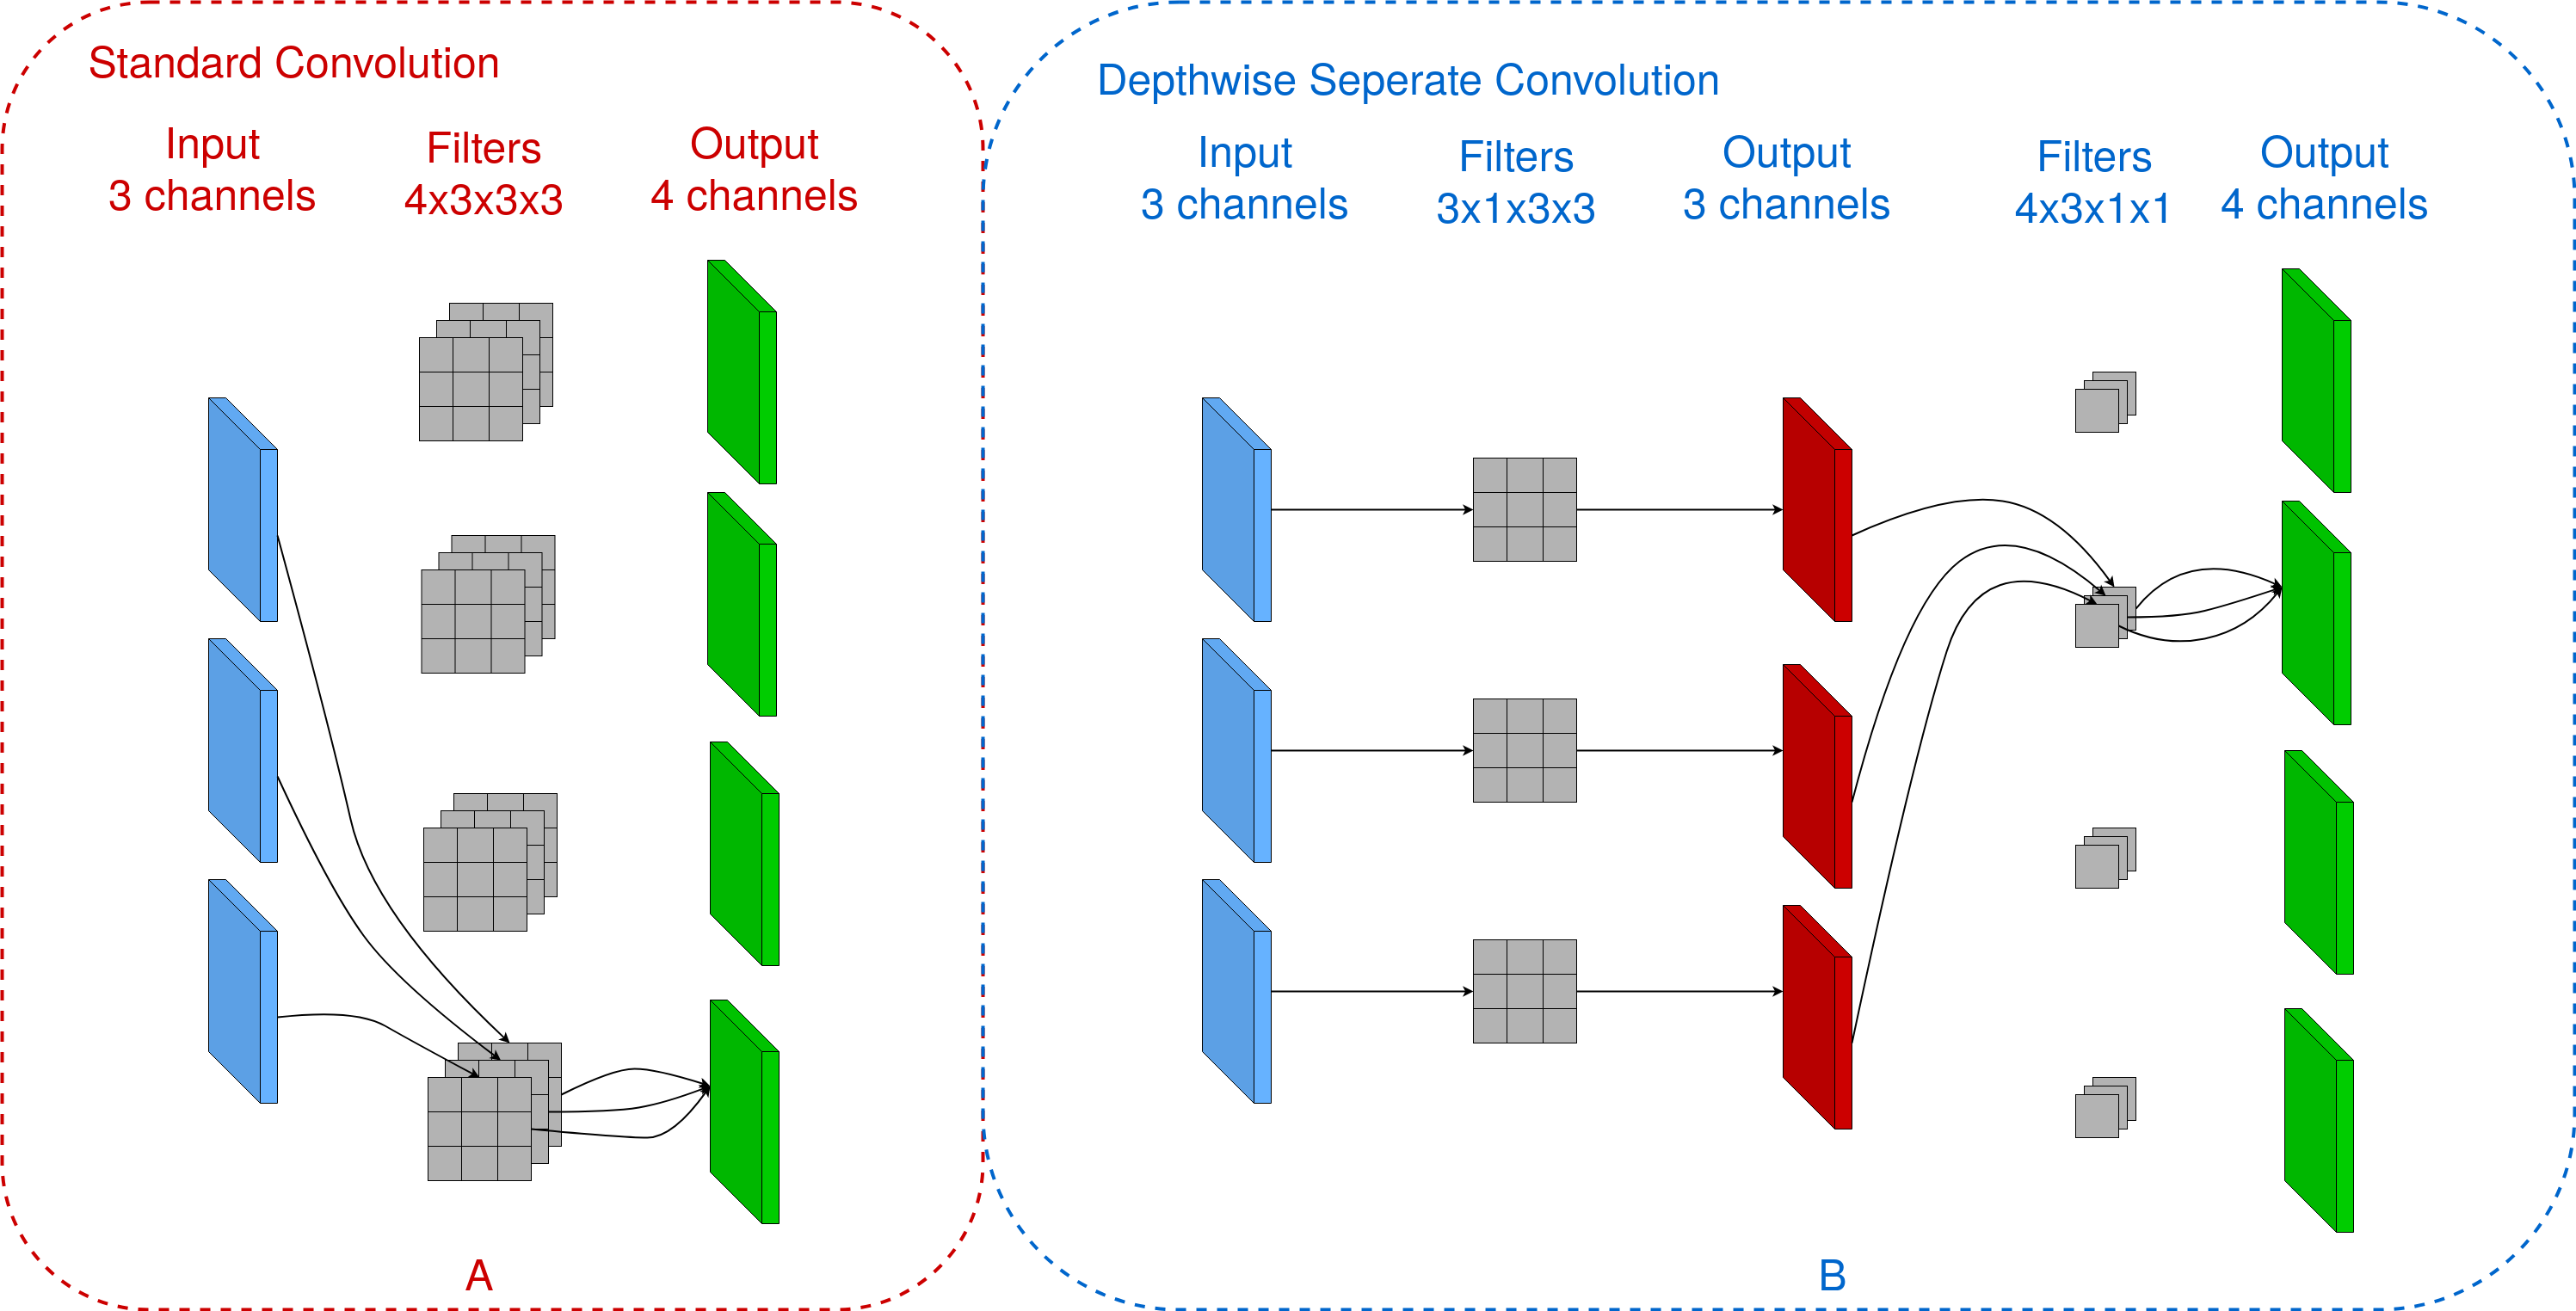 Standard Convolution
Input
3 channels
Filters
4x3x3x3
Output
4 channels
A
Depthwise Seperate Convolution
Input
3 channels
Filters
3x1x3x3
Output
3 channels
Filters
4x3x1x1
Output
4 channels
B